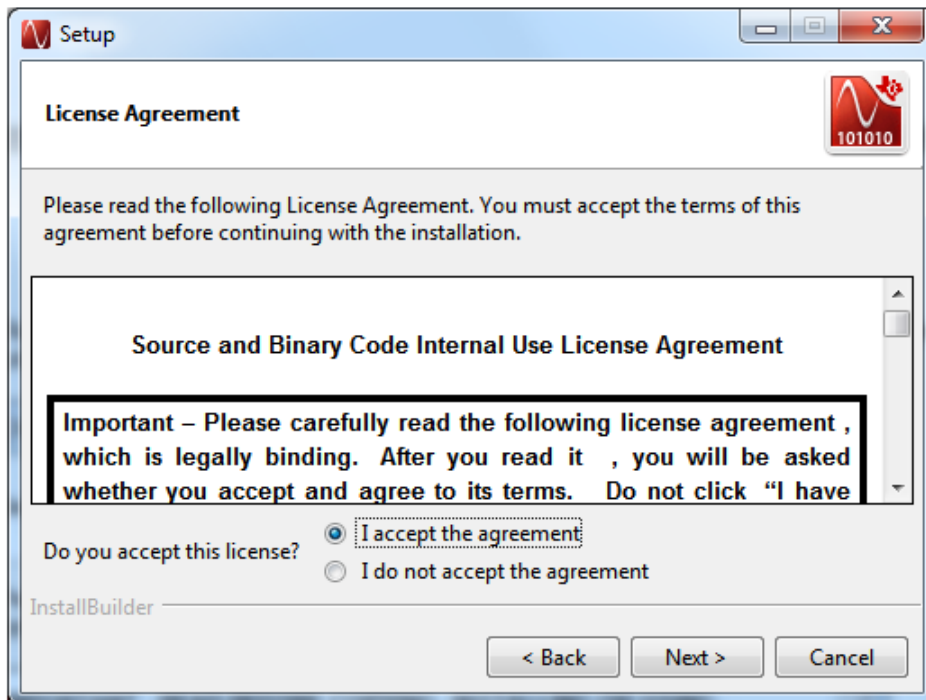 Setup
License Agreement
101010
Please read the following License Agreement. You must accept the terms of this
agreement before continuing with the installation.
Source and Binary Code Internal Use License Agreement
Important – Please carefully read the following license agreement ,
which is legally binding. After you read it , you will be asked
whether you accept and agree to its terms. Do not click “I have
Do you accept this license?
I accept the agreement
I do not accept the agreement
InstallBuilder
< Back
Next >
Cancel